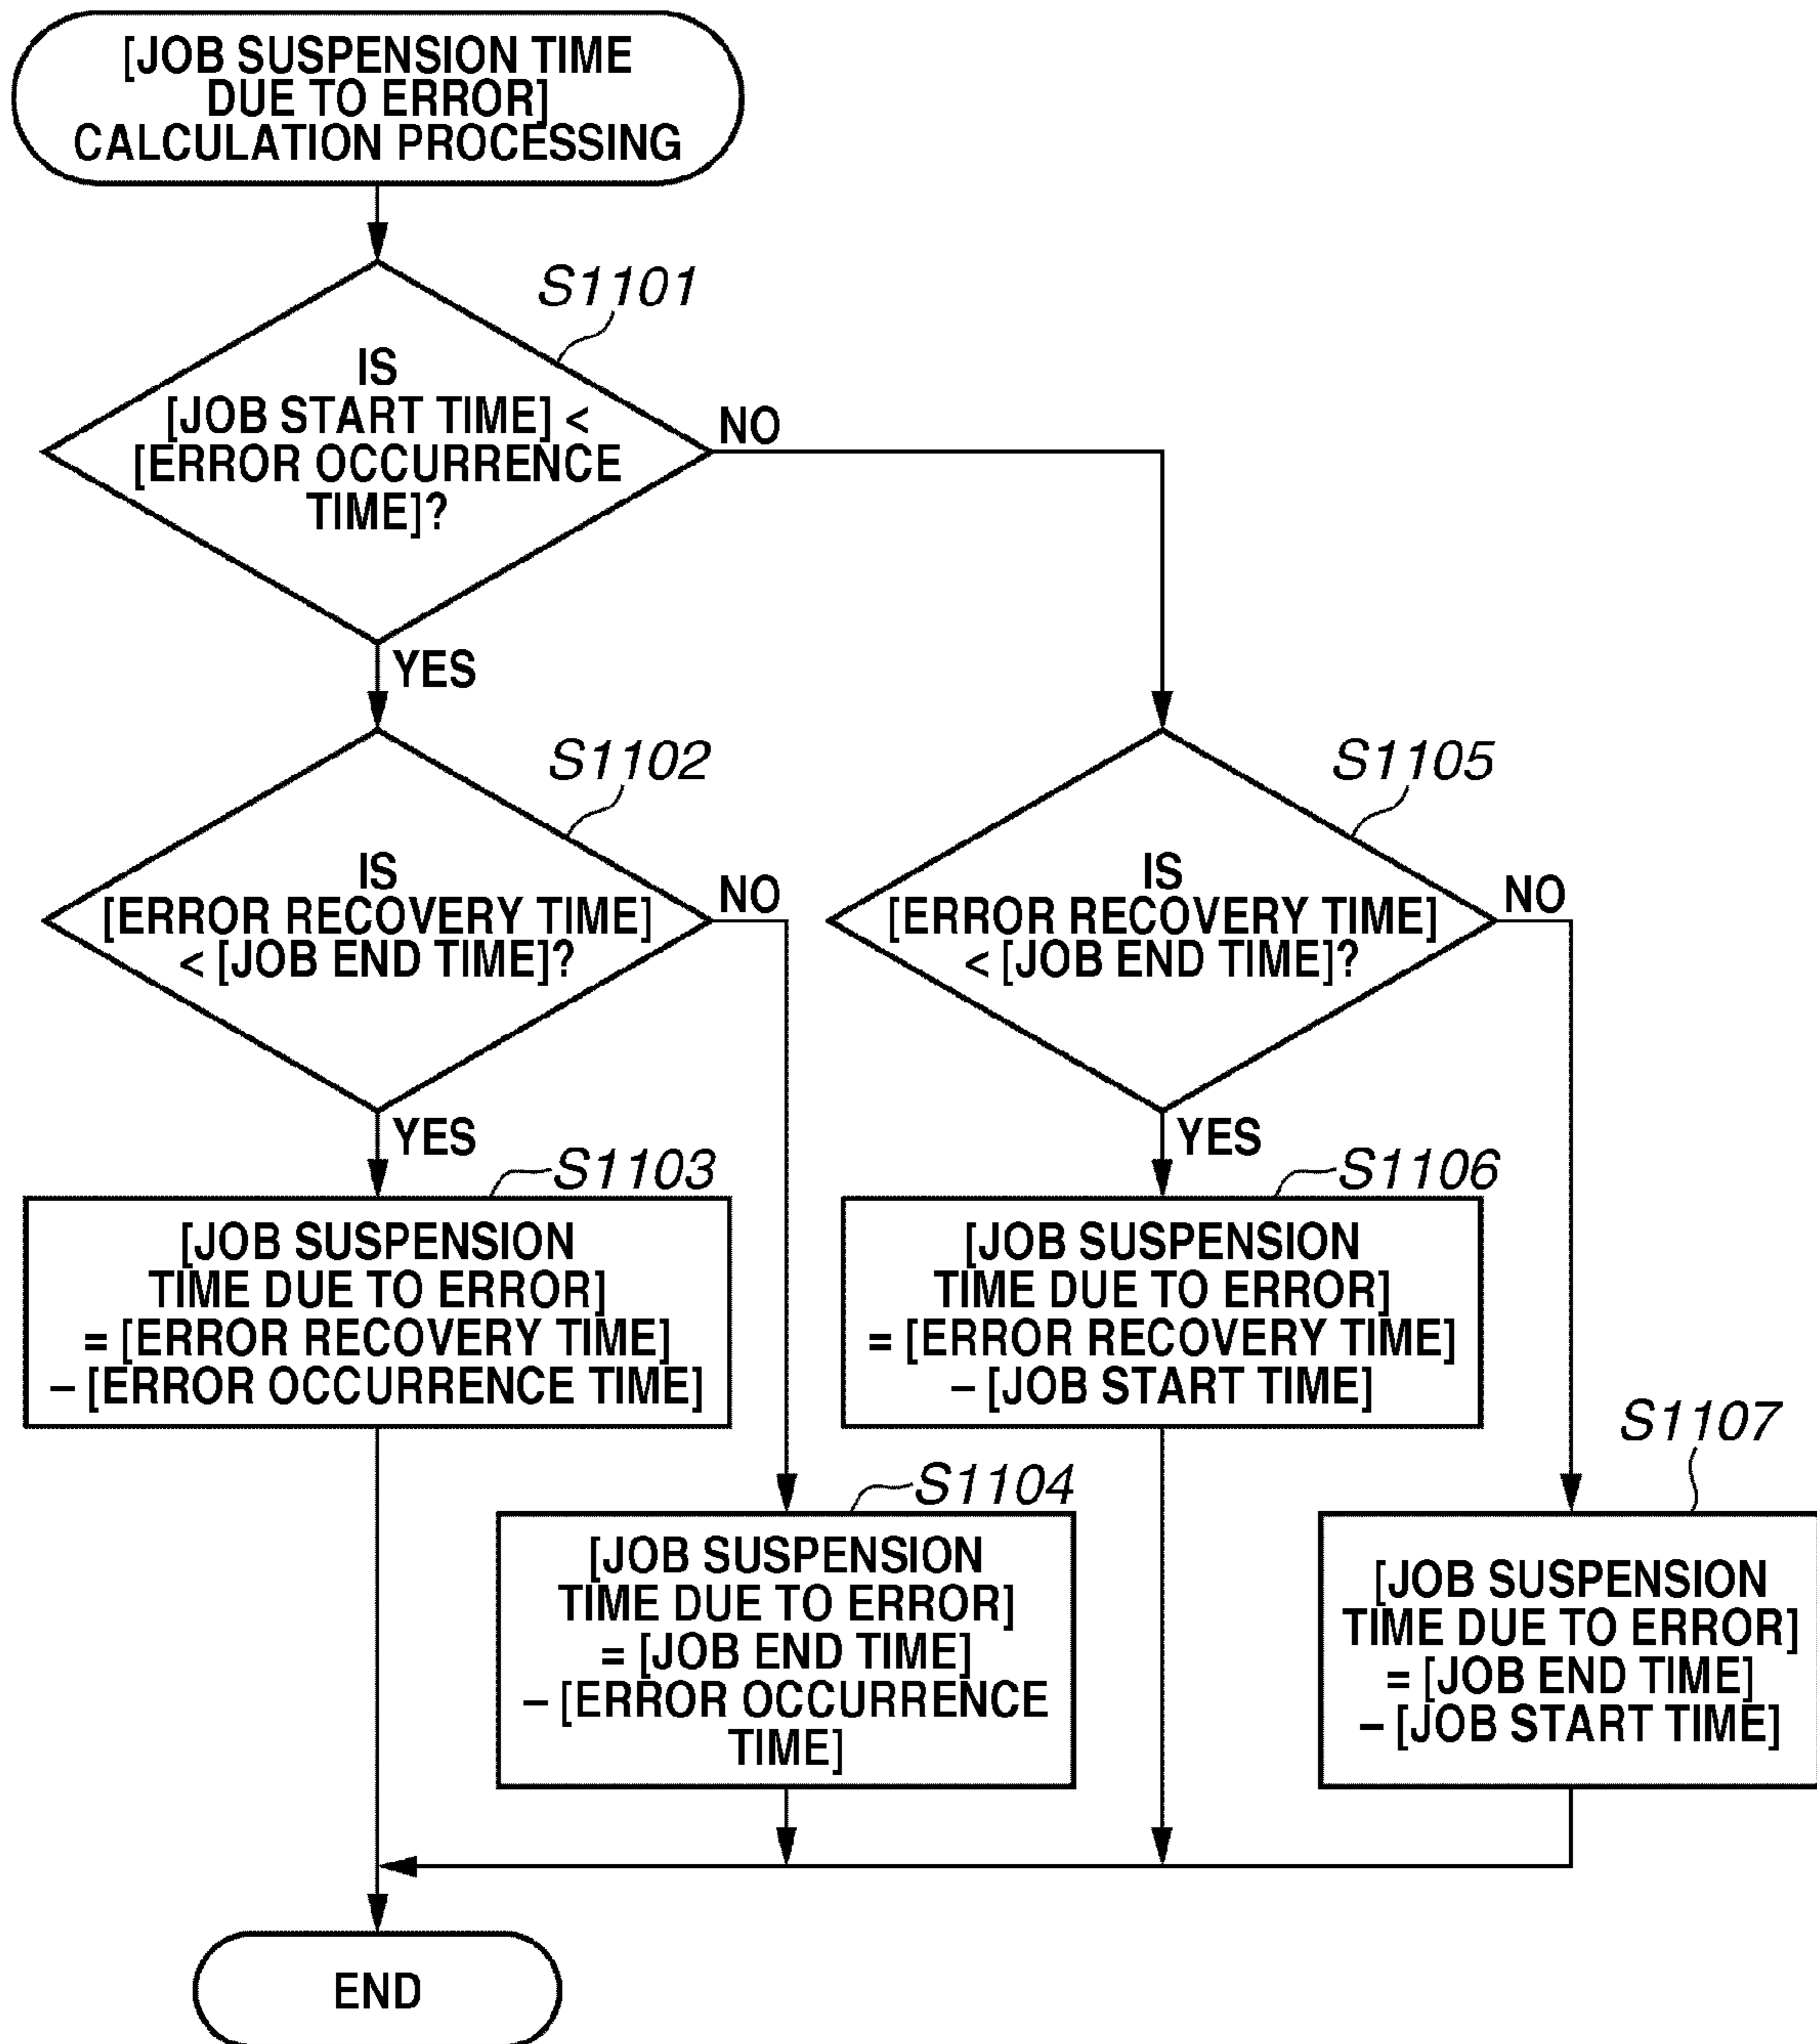 [JOB SUSPENSION TIME
DUE TO ERROR]
CALCULATION PROCESSING
S1101
IS
[JOB START TIME] <
[ERROR OCCURRENCE
TIME]?
NO
YES
S1102
IS
[ERROR RECOVERY TIME]
< [JOB END TIME]?
NO
YES
S1105
IS
[ERROR RECOVERY TIME]
< [JOB END TIME]?
NO
YES
S1103
[JOB SUSPENSION
TIME DUE TO ERROR]
= [ERROR RECOVERY TIME]
– [ERROR OCCURRENCE TIME]
S1106
[JOB SUSPENSION
TIME DUE TO ERROR]
= [ERROR RECOVERY TIME]
– [JOB START TIME]
S1104
[JOB SUSPENSION
TIME DUE TO ERROR]
= [JOB END TIME]
– [ERROR OCCURRENCE
TIME]
S1107
[JOB SUSPENSION
TIME DUE TO ERROR]
= [JOB END TIME]
– [JOB START TIME]
END